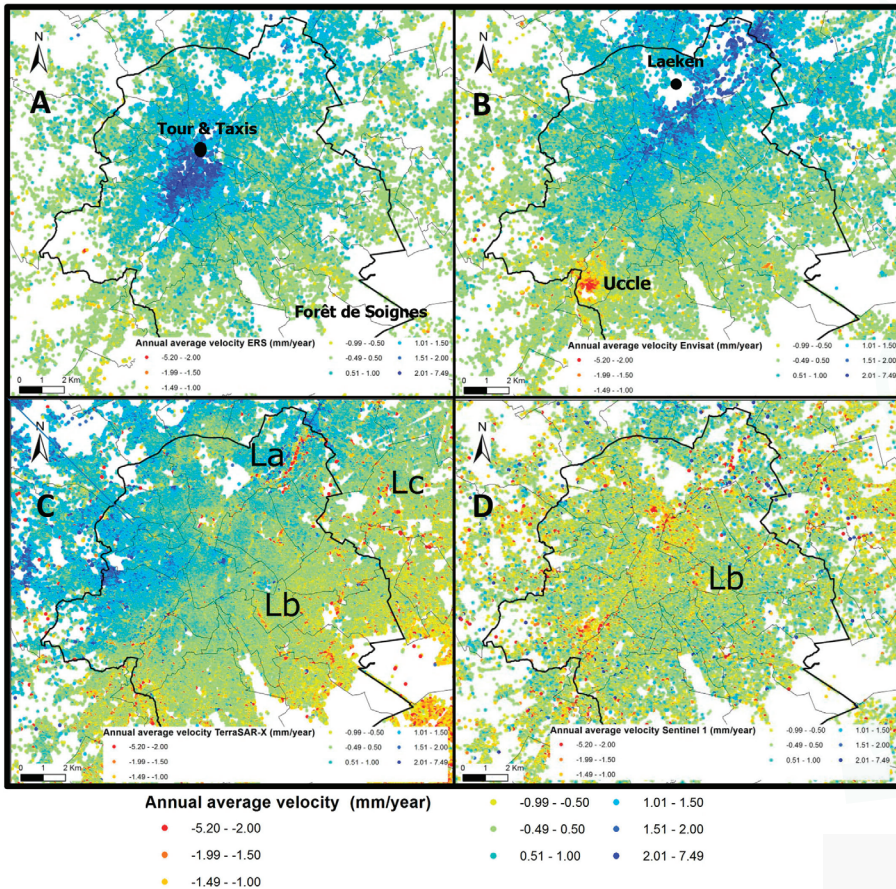 N
A
Tour & Taxis
Forêt de Soignes
Annual average velocity ERS (mm/year)
-5.20 - -2.00
-1.99 - -1.50
-1.49 - -1.00
-0.99 - -0.50
-0.49 - 0.50
0.51 - 1.00
1.01 - 1.50
1.51 - 2.00
2.01 - 7.49
0 1 2 Km
N
B
Laeken
Uccle
Annual average velocity Envisat (mm/year)
-5.20 - -2.00
-1.99 - -1.50
-1.49 - -1.00
-0.99 - -0.50
-0.49 - 0.50
0.51 - 1.00
1.01 - 1.50
1.51 - 2.00
2.01 - 7.49
0 1 2 Km
N
C
La
Lc
Lb
Annual average velocity TerraSAR-X (mm/year)
-5.20 - -2.00
-1.99 - -1.50
-1.49 - -1.00
-0.99 - -0.50
-0.49 - 0.50
0.51 - 1.00
1.01 - 1.50
1.51 - 2.00
2.01 - 7.49
0 1 2 Km
N
D
Lb
Annual average velocity Sentinel 1 (mm/year)
-5.20 - -2.00
-1.99 - -1.50
-1.49 - -1.00
-0.99 - -0.50
-0.49 - 0.50
0.51 - 1.00
1.01 - 1.50
1.51 - 2.00
2.01 - 7.49
0 1 2 Km
Annual average velocity (mm/year)
-5.20 - -2.00
-1.99 - -1.50
-1.49 - -1.00
-0.99 - -0.50
-0.49 - 0.50
0.51 - 1.00
1.01 - 1.50
1.51 - 2.00
2.01 - 7.49